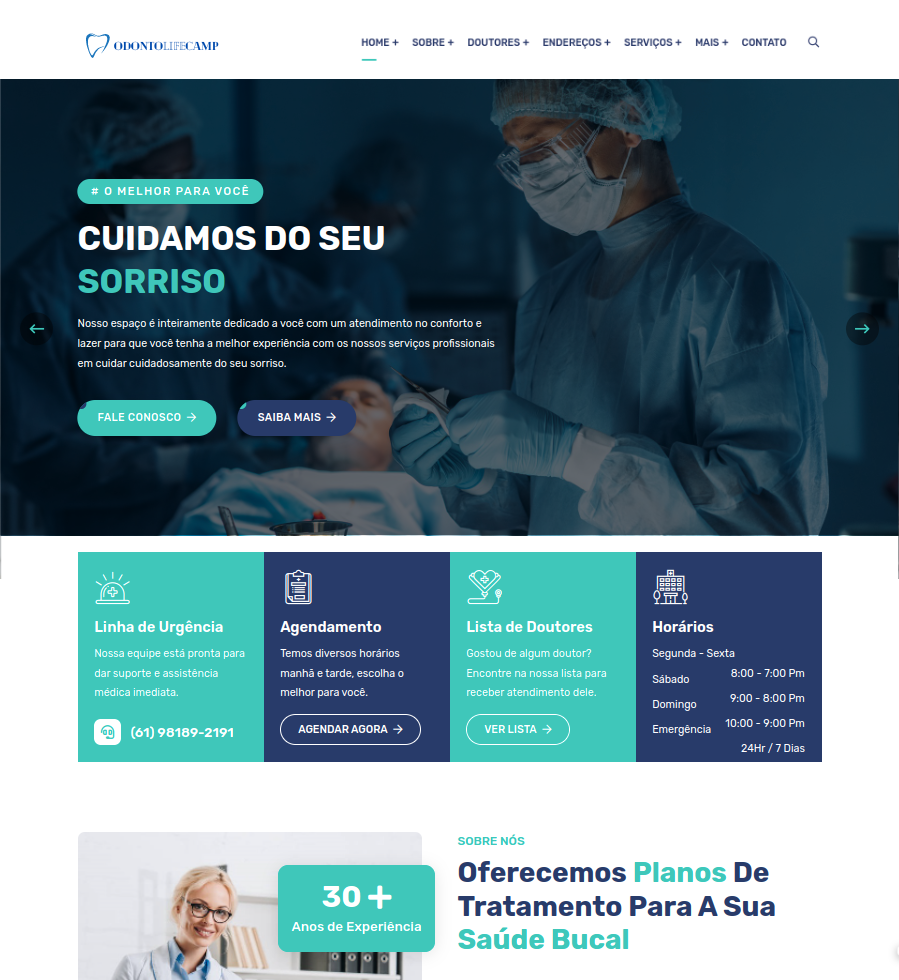 ODONTOLIFECAMP
HOME + SOBRE + DOUTORES + ENDEREÇOS + SERVIÇOS + MAIS + CONTATO
# O MELHOR PARA VOCÊ
CUIDAMOS DO SEU
SORRISO
Nosso espaço é inteiramente dedicado a você com um atendimento no conforto e
lazer para que você tenha a melhor experiência com os nossos serviços profissionais
em cuidar cuidadosamente do seu sorriso.
FALE CONOSCO →
SAIBA MAIS →
Linha de Urgência
Nossa equipe está pronta para
dar suporte e assistência
médica imediata.
(61) 98189-2191
Agendamento
Temos diversos horários
manhã e tarde, escolha o
melhor para você.
AGENDAR AGORA →
Lista de Doutores
Gostou de algum doutor?
Encontre na nossa lista para
receber atendimento dele.
VER LISTA →
Horários
Segunda - Sexta
8:00 - 7:00 Pm
Sábado
9:00 - 8:00 Pm
Domingo
10:00 - 9:00 Pm
Emergência
24Hr / 7 Dias
30 +
Anos de Experiência
SOBRE NÓS
Oferecemos Planos De
Tratamento Para A Sua
Saúde Bucal